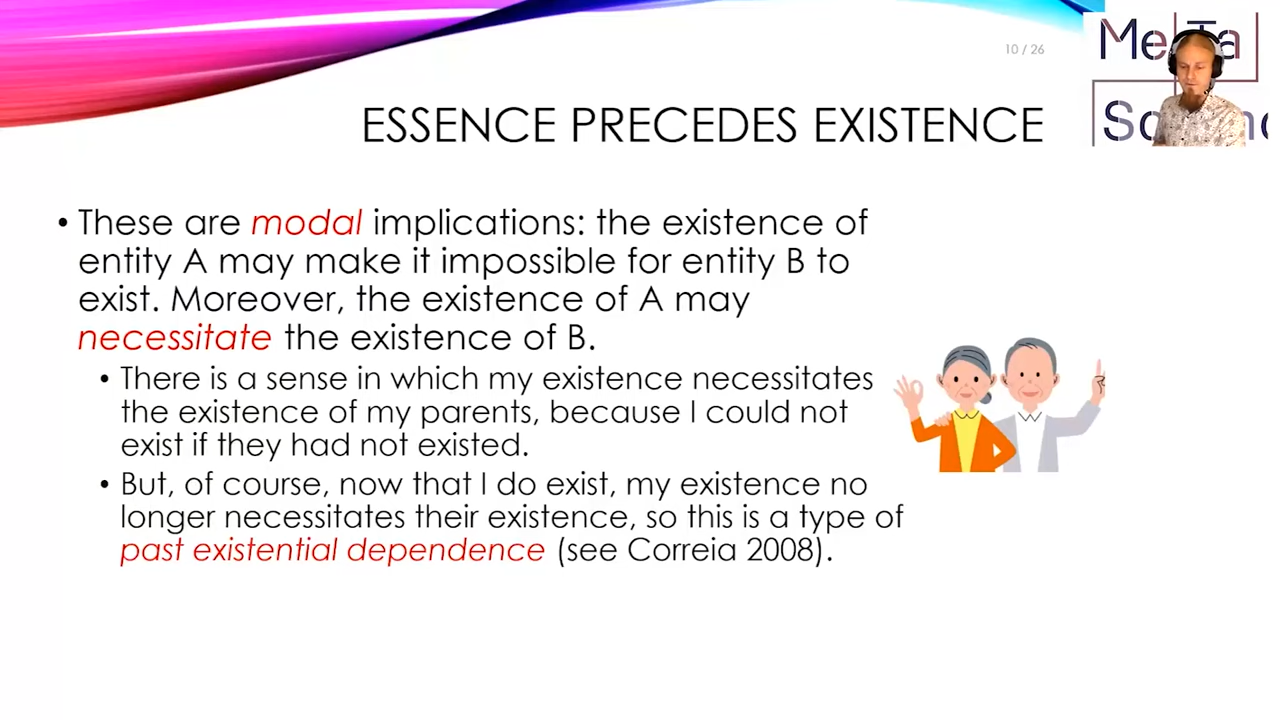 10 / 26
Me Ta
ESSENCE PRECEDES EXISTENCE
• These are modal implications: the existence of
entity A may make it impossible for entity B to
exist. Moreover, the existence of A may
necessitate the existence of B.
• There is a sense in which my existence necessitates
the existence of my parents, because I could not
exist if they had not existed.
• But, of course, now that I do exist, my existence no
longer necessitates their existence, so this is a type of
past existential dependence (see Correia 2008).